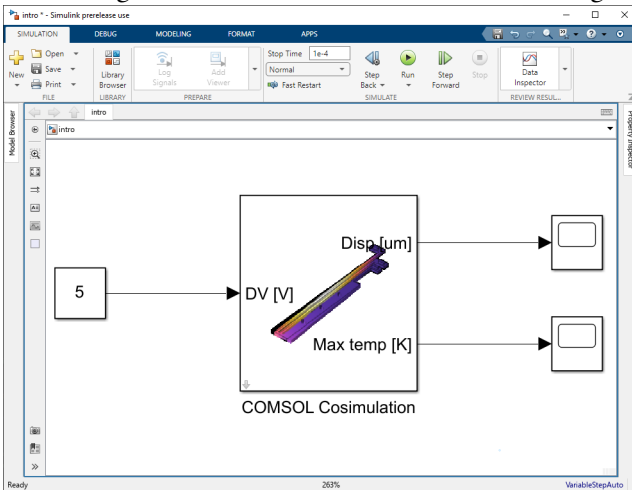 intro * - Simulink prerelease use
SIMULATION DEBUG MODELING FORMAT APPS
New
Open
Save
Print
FILE
Library
Browser
LIBRARY
Log
Signals
Add
Viewer
PREPARE
Stop Time 1e-4
Normal
Fast Restart
Step
Back
Run
Step
Forward
Stop
SIMULATE
Data
Inspector
REVIEW RESUL...
Model Browser
intro
intro
Property Inspector
5
DV [V]
Disp [um]
Max temp [K]
COMSOL Cosimulation
Ready 263% VariableStepAuto